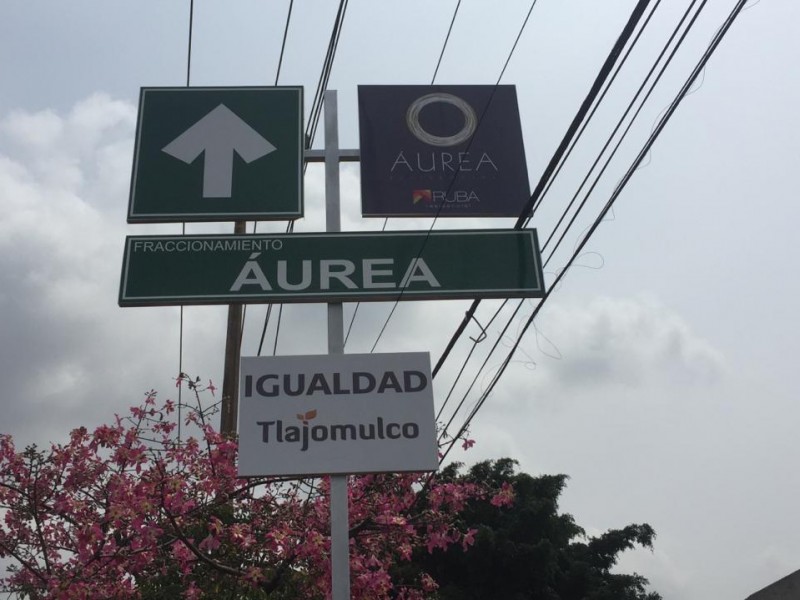 ÁUREA
RUBA
FRACCIONAMIENTO
ÁUREA
IGUALDAD
Tlajomulco